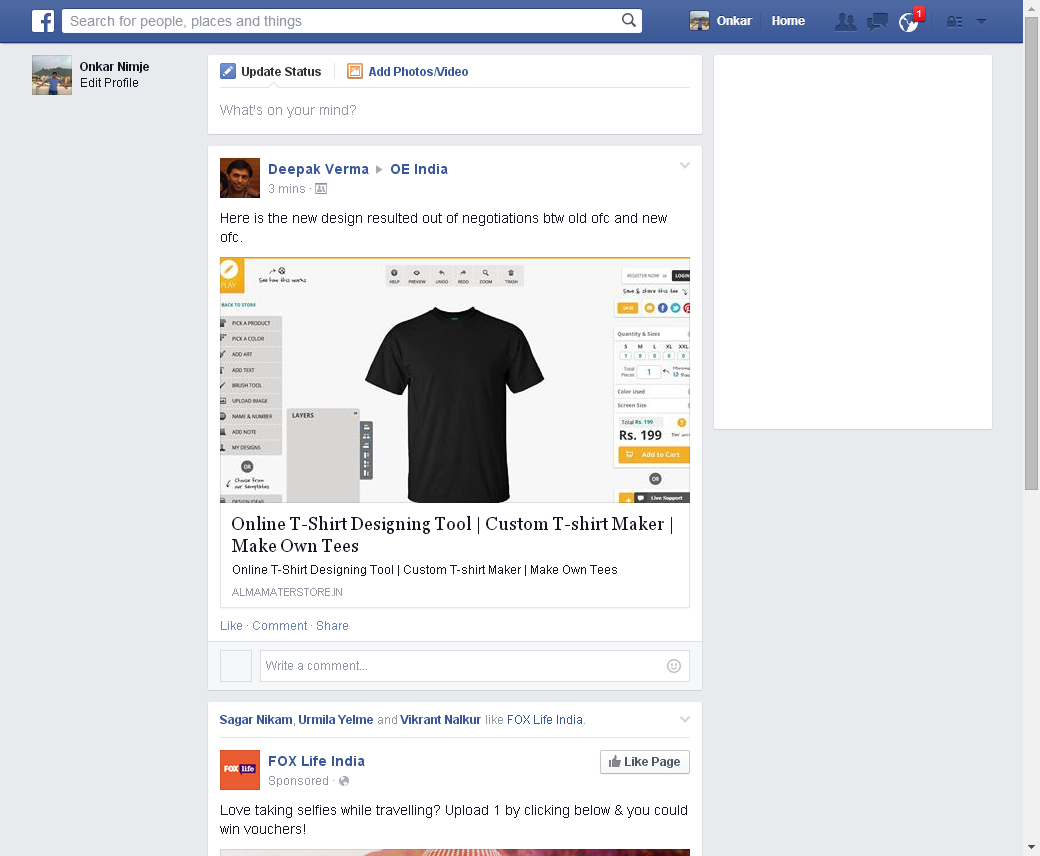 Search for people, places and things
Onkar
Home
1
Onkar Nimje
Edit Profile
Update Status
Add Photos/Video
What's on your mind?
Deepak Verma
OE India
3 mins ·
Here is the new design resulted out of negotiations btw old ofc and new
ofc.
PLAY
See how this works
HELP
PREVIEW
UNDO
REDO
ZOOM
TRASH
REGISTER NOW or LOGIN
Save & share this tee
SAVE
BACK TO STORE
PICK A PRODUCT
PICK A COLOR
ADD ART
ADD TEXT
BRUSH TOOL
UPLOAD IMAGE
NAME & NUMBER
ADD NOTE
MY DESIGNS
OR
Choose from
our templates
DESIGN IDEAS
LAYERS
Quantity & Sizes
S M L XL XXL
1 0 0 0 0
Total
Pieces
1
Color Used
Screen Size
Total Rs. 199
Rs. 199
Add to Cart
OR
Live Support
Online T-Shirt Designing Tool | Custom T-shirt Maker |
Make Own Tees
Online T-Shirt Designing Tool | Custom T-shirt Maker | Make Own Tees
ALMAMATERSTORE.IN
Like · Comment · Share
Write a comment...
Sagar Nikam, Urmila Yelme and Vikrant Nalkur like FOX Life India.
FOX life
FOX Life India
Sponsored ·
Like Page
Love taking selfies while travelling? Upload 1 by clicking below & you could
win vouchers!